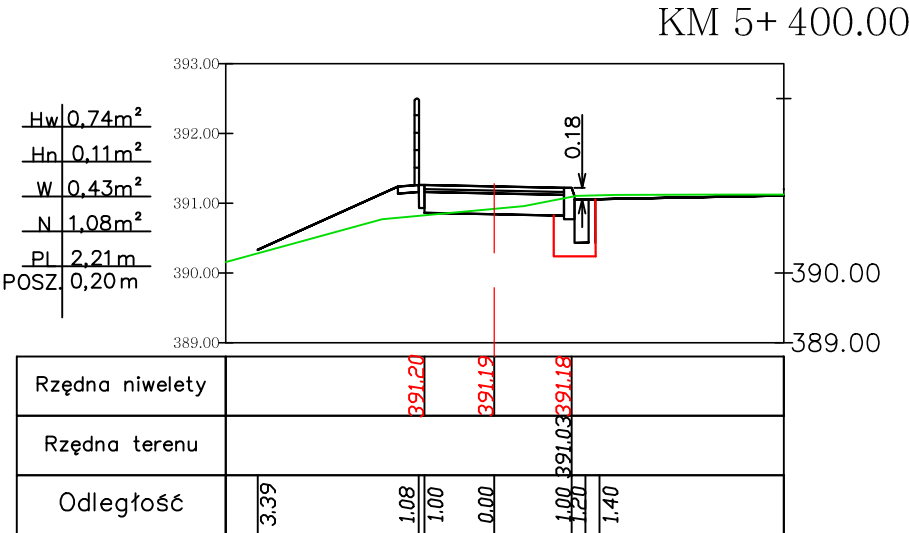 KM 5+ 400.00
393.00
392.00
391.00
390.00
389.00
Hw 0,74m²
Hn 0,11m²
W 0,43m²
N 1,08m²
PL 2,21m
POSZ. 0,20m
0.18
390.00
389.00
Rzędna niwelety 391.20 391.19 391.18
Rzędna terenu 391.03
Odległość 3.39 1.08 1.00 0.00 1.00 1.20 1.40